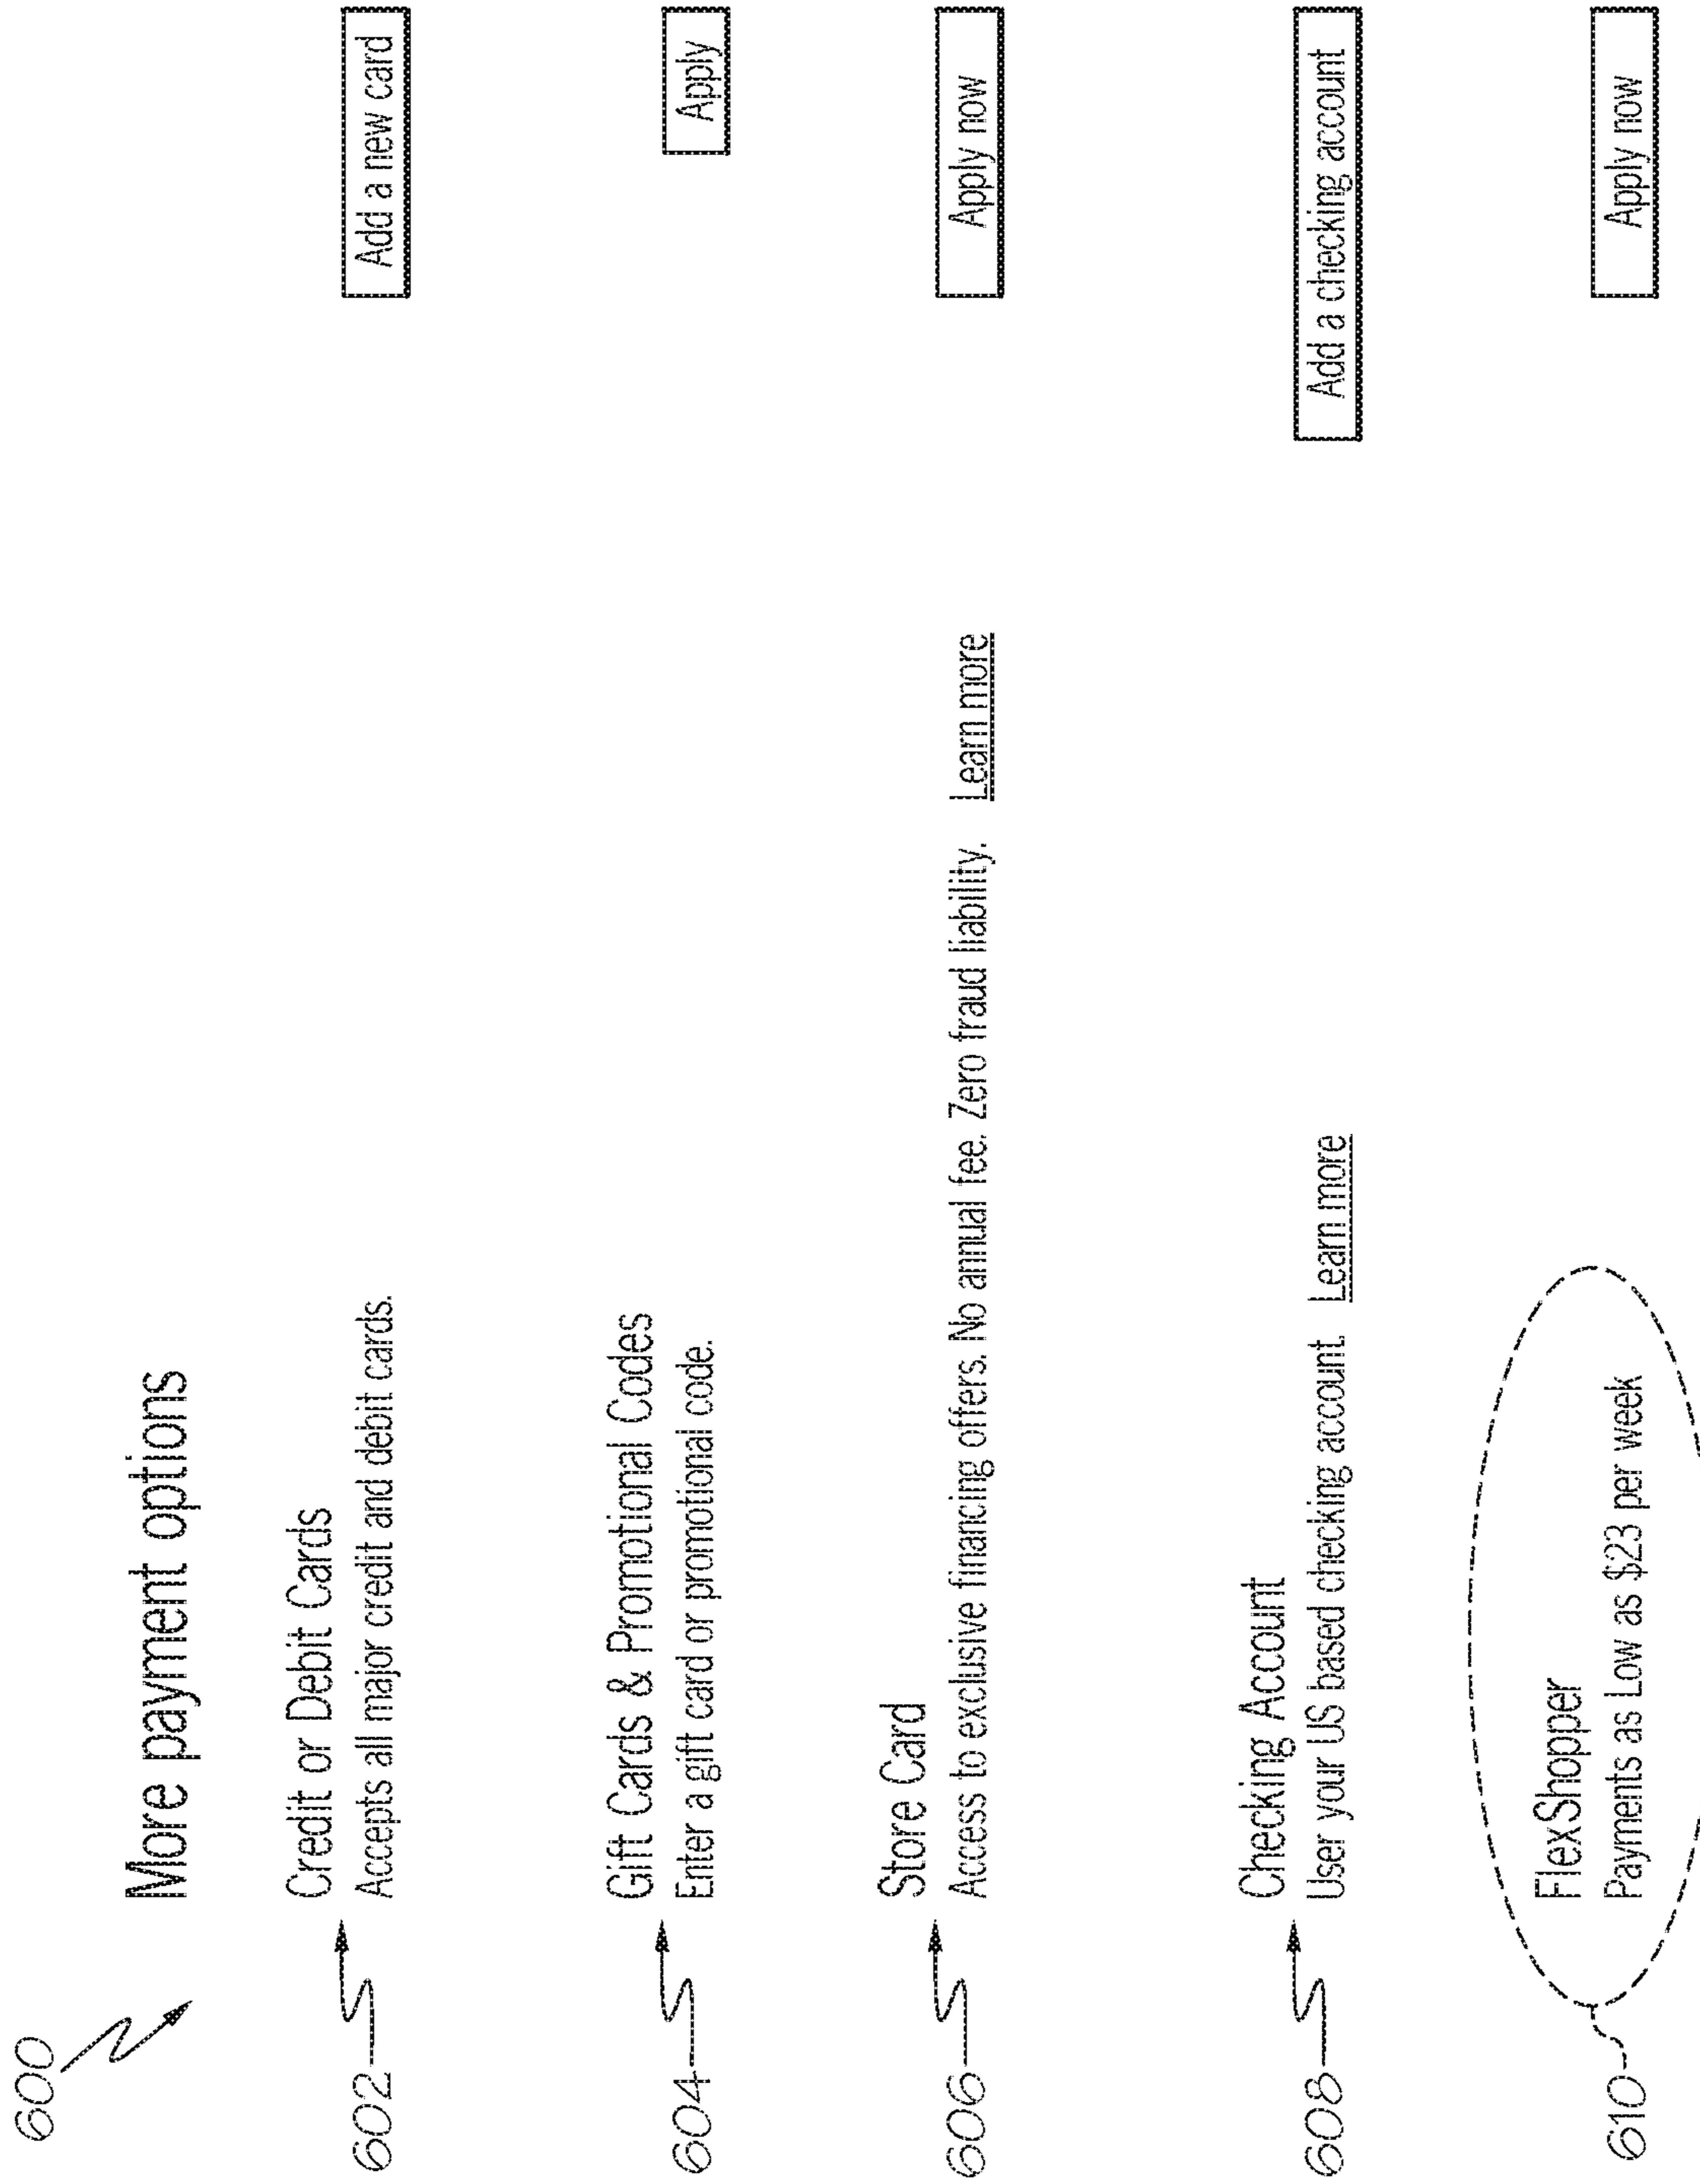 600
More payment options
602 Credit or Debit Cards
Accepts all major credit and debit cards. Add a new card
604 Gift Cards & Promotional Codes
Enter a gift card or promotional code. Apply
606 Store Card
Access to exclusive financing offers. No annual fee. Zero fraud liability. Learn more Apply now
608 Checking Account
User your US based checking account. Learn more Add a checking account
610 FlexShopper
Payments as Low as $23 per week Apply now